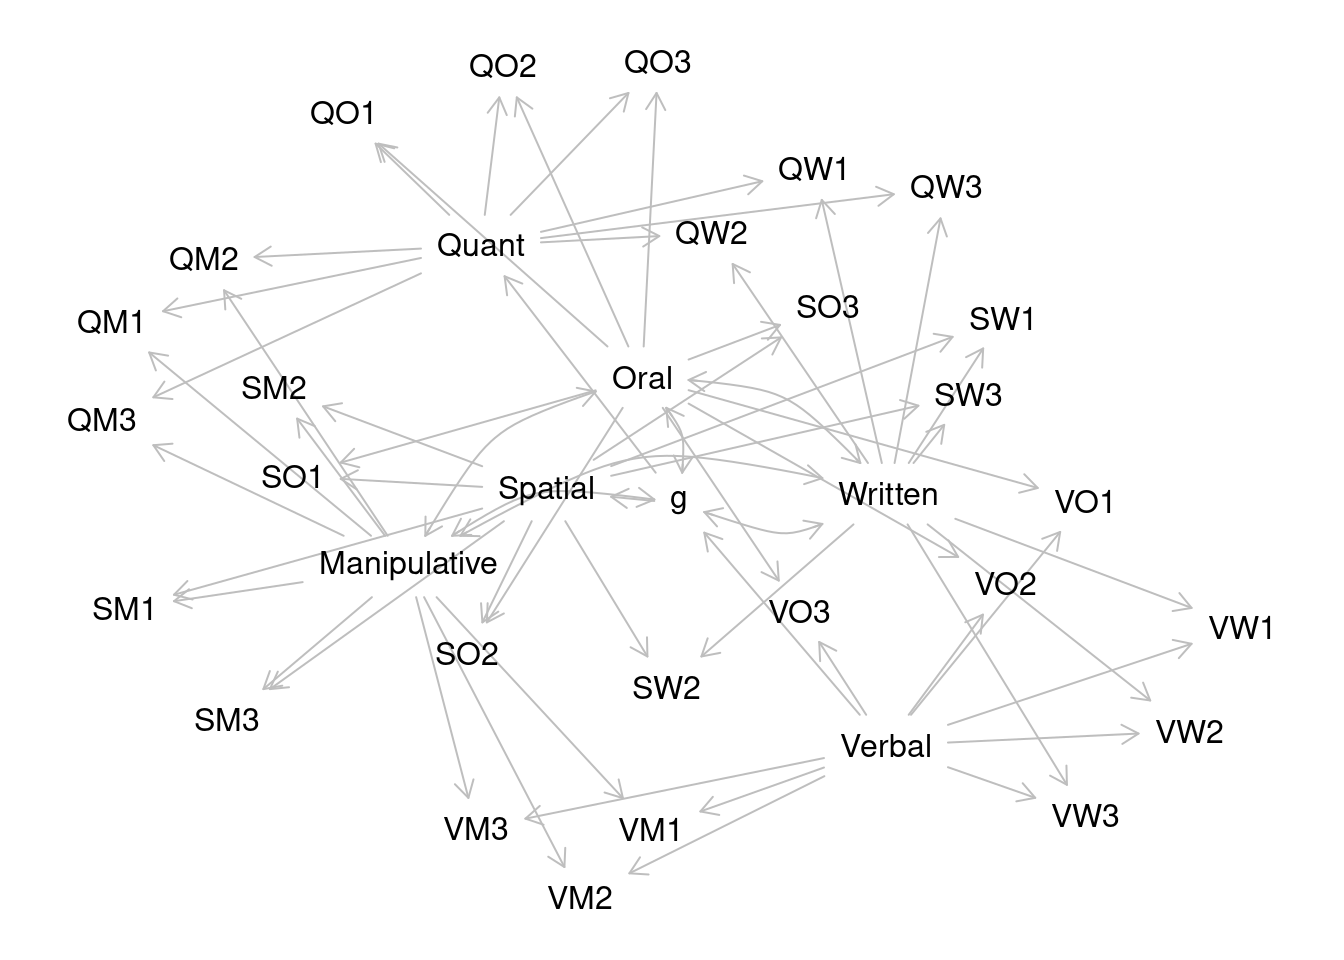 QO2
QO3
QO1
QW1
QW3
QW2
Quant
QM2
SO3
SW1
QM1
Oral
SM2
SW3
QM3
SO1
Spatial
g
Written
VO1
Manipulative
VO2
SM1
VO3
VW1
SO2
SW2
SM3
VW2
Verbal
VW3
VM3
VM1
VM2